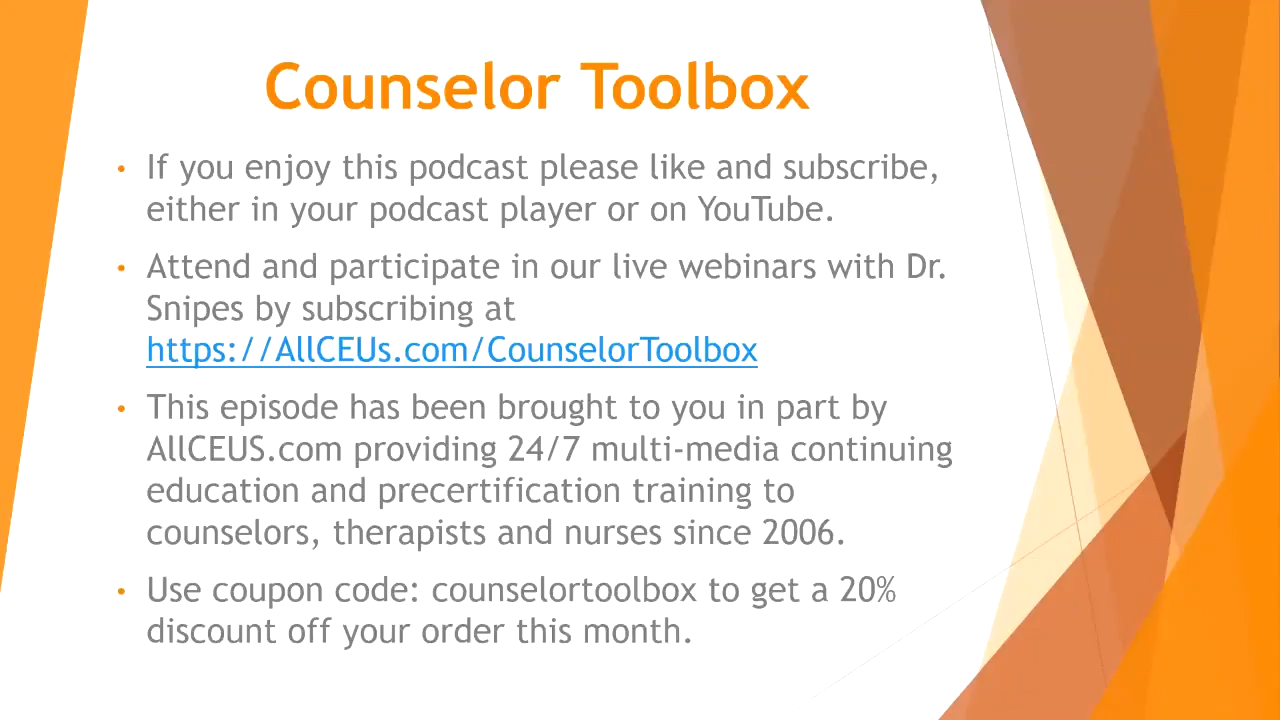 Counselor Toolbox
• If you enjoy this podcast please like and subscribe,
either in your podcast player or on YouTube.
• Attend and participate in our live webinars with Dr.
Snipes by subscribing at
https://AllCEUs.com/CounselorToolbox
• This episode has been brought to you in part by
AllCEUS.com providing 24/7 multi-media continuing
education and precertification training to
counselors, therapists and nurses since 2006.
• Use coupon code: counselortoolbox to get a 20%
discount off your order this month.